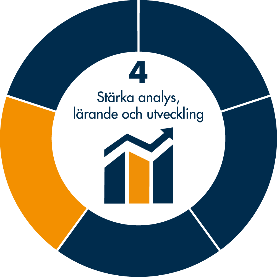 4
Stärka analys,
lärande och utveckling